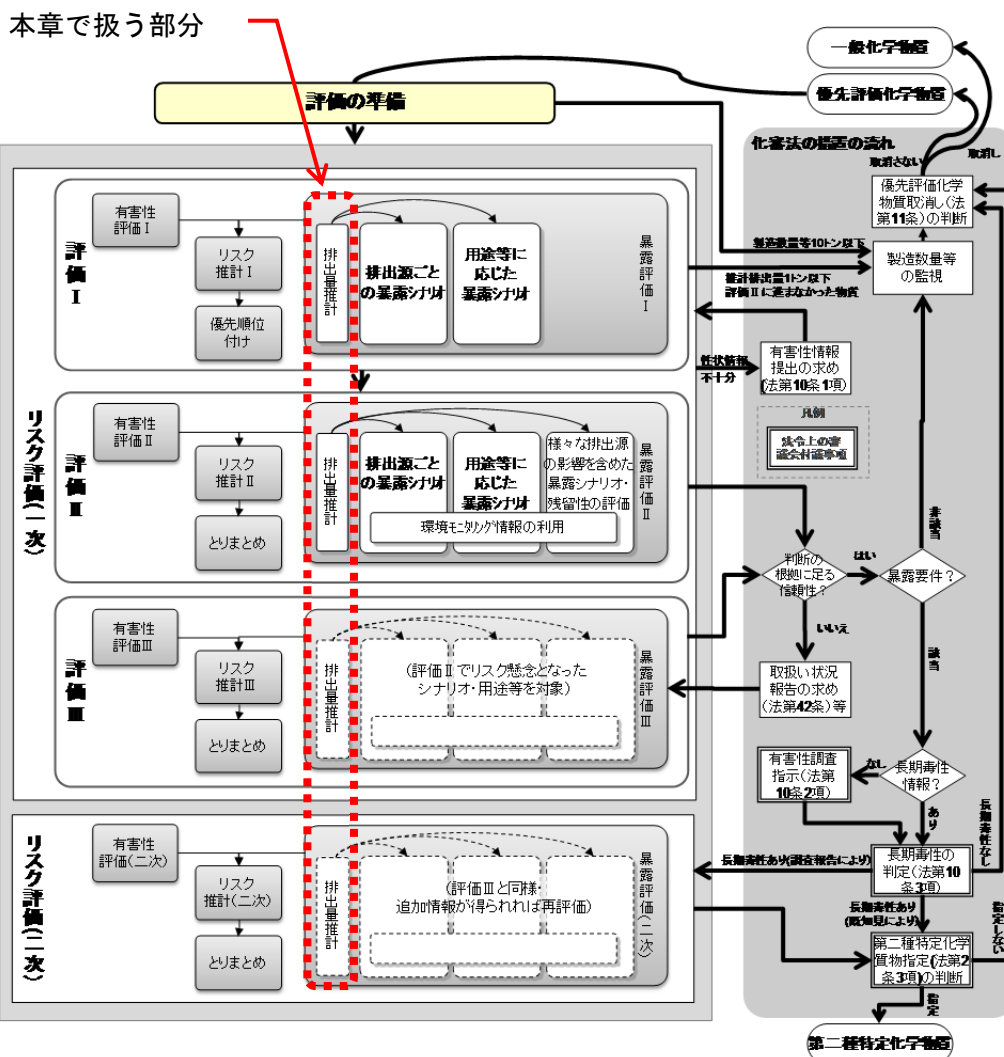 本章で扱う部分
一般化学物質
優先評価化学物質
評価の準備
化審法の措置の流れ
取消さない
取消し
優先評価化学
物質取消し(法
第11条)の判断
製造数量等10トン以下
製造数量等
の監視
推計排出量1トン以下
評価Ⅱに進まなかった物質
評価Ⅰ
有害性
評価Ⅰ
リスク
推計Ⅰ
優先順位
付け
排出量推計
排出源ごと
の暴露シナリオ
用途等に
応じた
暴露シナリオ
暴露評価Ⅰ
性状情報
不十分
有害性情報
提出の求め
(法第10条1項)
凡例
法令上の審
議会付議事項
リスク評価(一次)
評価Ⅱ
有害性
評価Ⅱ
リスク
推計Ⅱ
とりまとめ
排出量推計
排出源ごと
の暴露シナリオ
用途等に
応じた
暴露シナリオ
様々な排出源
の影響を含めた
暴露シナリオ・
残留性の評価
環境モニタリング情報の利用
暴露評価Ⅱ
判断の
根拠に足る
信頼性?
はい
いいえ
暴露要件?
非該当
該当
評価Ⅲ
有害性
評価Ⅲ
リスク
推計Ⅲ
とりまとめ
排出量推計
(評価Ⅱでリスク懸念となった
シナリオ・用途等を対象)
暴露評価Ⅲ
取扱い状況
報告の求め
(法第42条)等
有害性調査
指示(法第
10条2項)
なし
長期毒性
情報?
あり
長期毒性なし
リスク評価(二次)
有害性
評価(二次)
リスク
推計(二次)
とりまとめ
排出量推計
(評価Ⅲと同様・
追加情報が得られれば再評価)
暴露評価(二次)
長期毒性あり(調査報告により)
長期毒性の
判定(法第10
条3項)
長期毒性あり
(既知見により)
指定しない
第二種特定化学
質物指定(法第2
条3項)の判断
指定
第二種特定化学物質